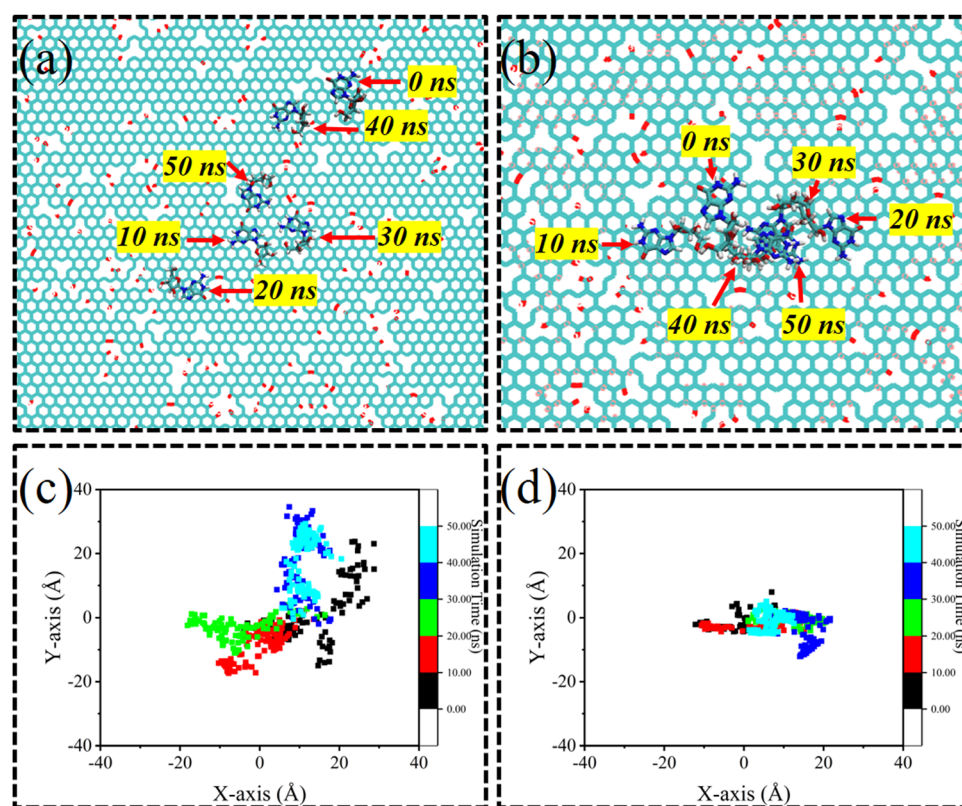 (a)
0 ns
40 ns
50 ns
10 ns
30 ns
20 ns
(b)
0 ns
30 ns
10 ns
20 ns
40 ns
50 ns
(c)
40
20
0
-20
-40
Y-axis (Å)
-40
-20
0
20
40
X-axis (Å)
50.00
40.00
30.00
20.00
10.00
0.00
Simulation Time (ns)
(d)
40
20
0
-20
-40
Y-axis (Å)
-40
-20
0
20
40
X-axis (Å)
50.00
40.00
30.00
20.00
10.00
0.00
Simulation Time (ns)